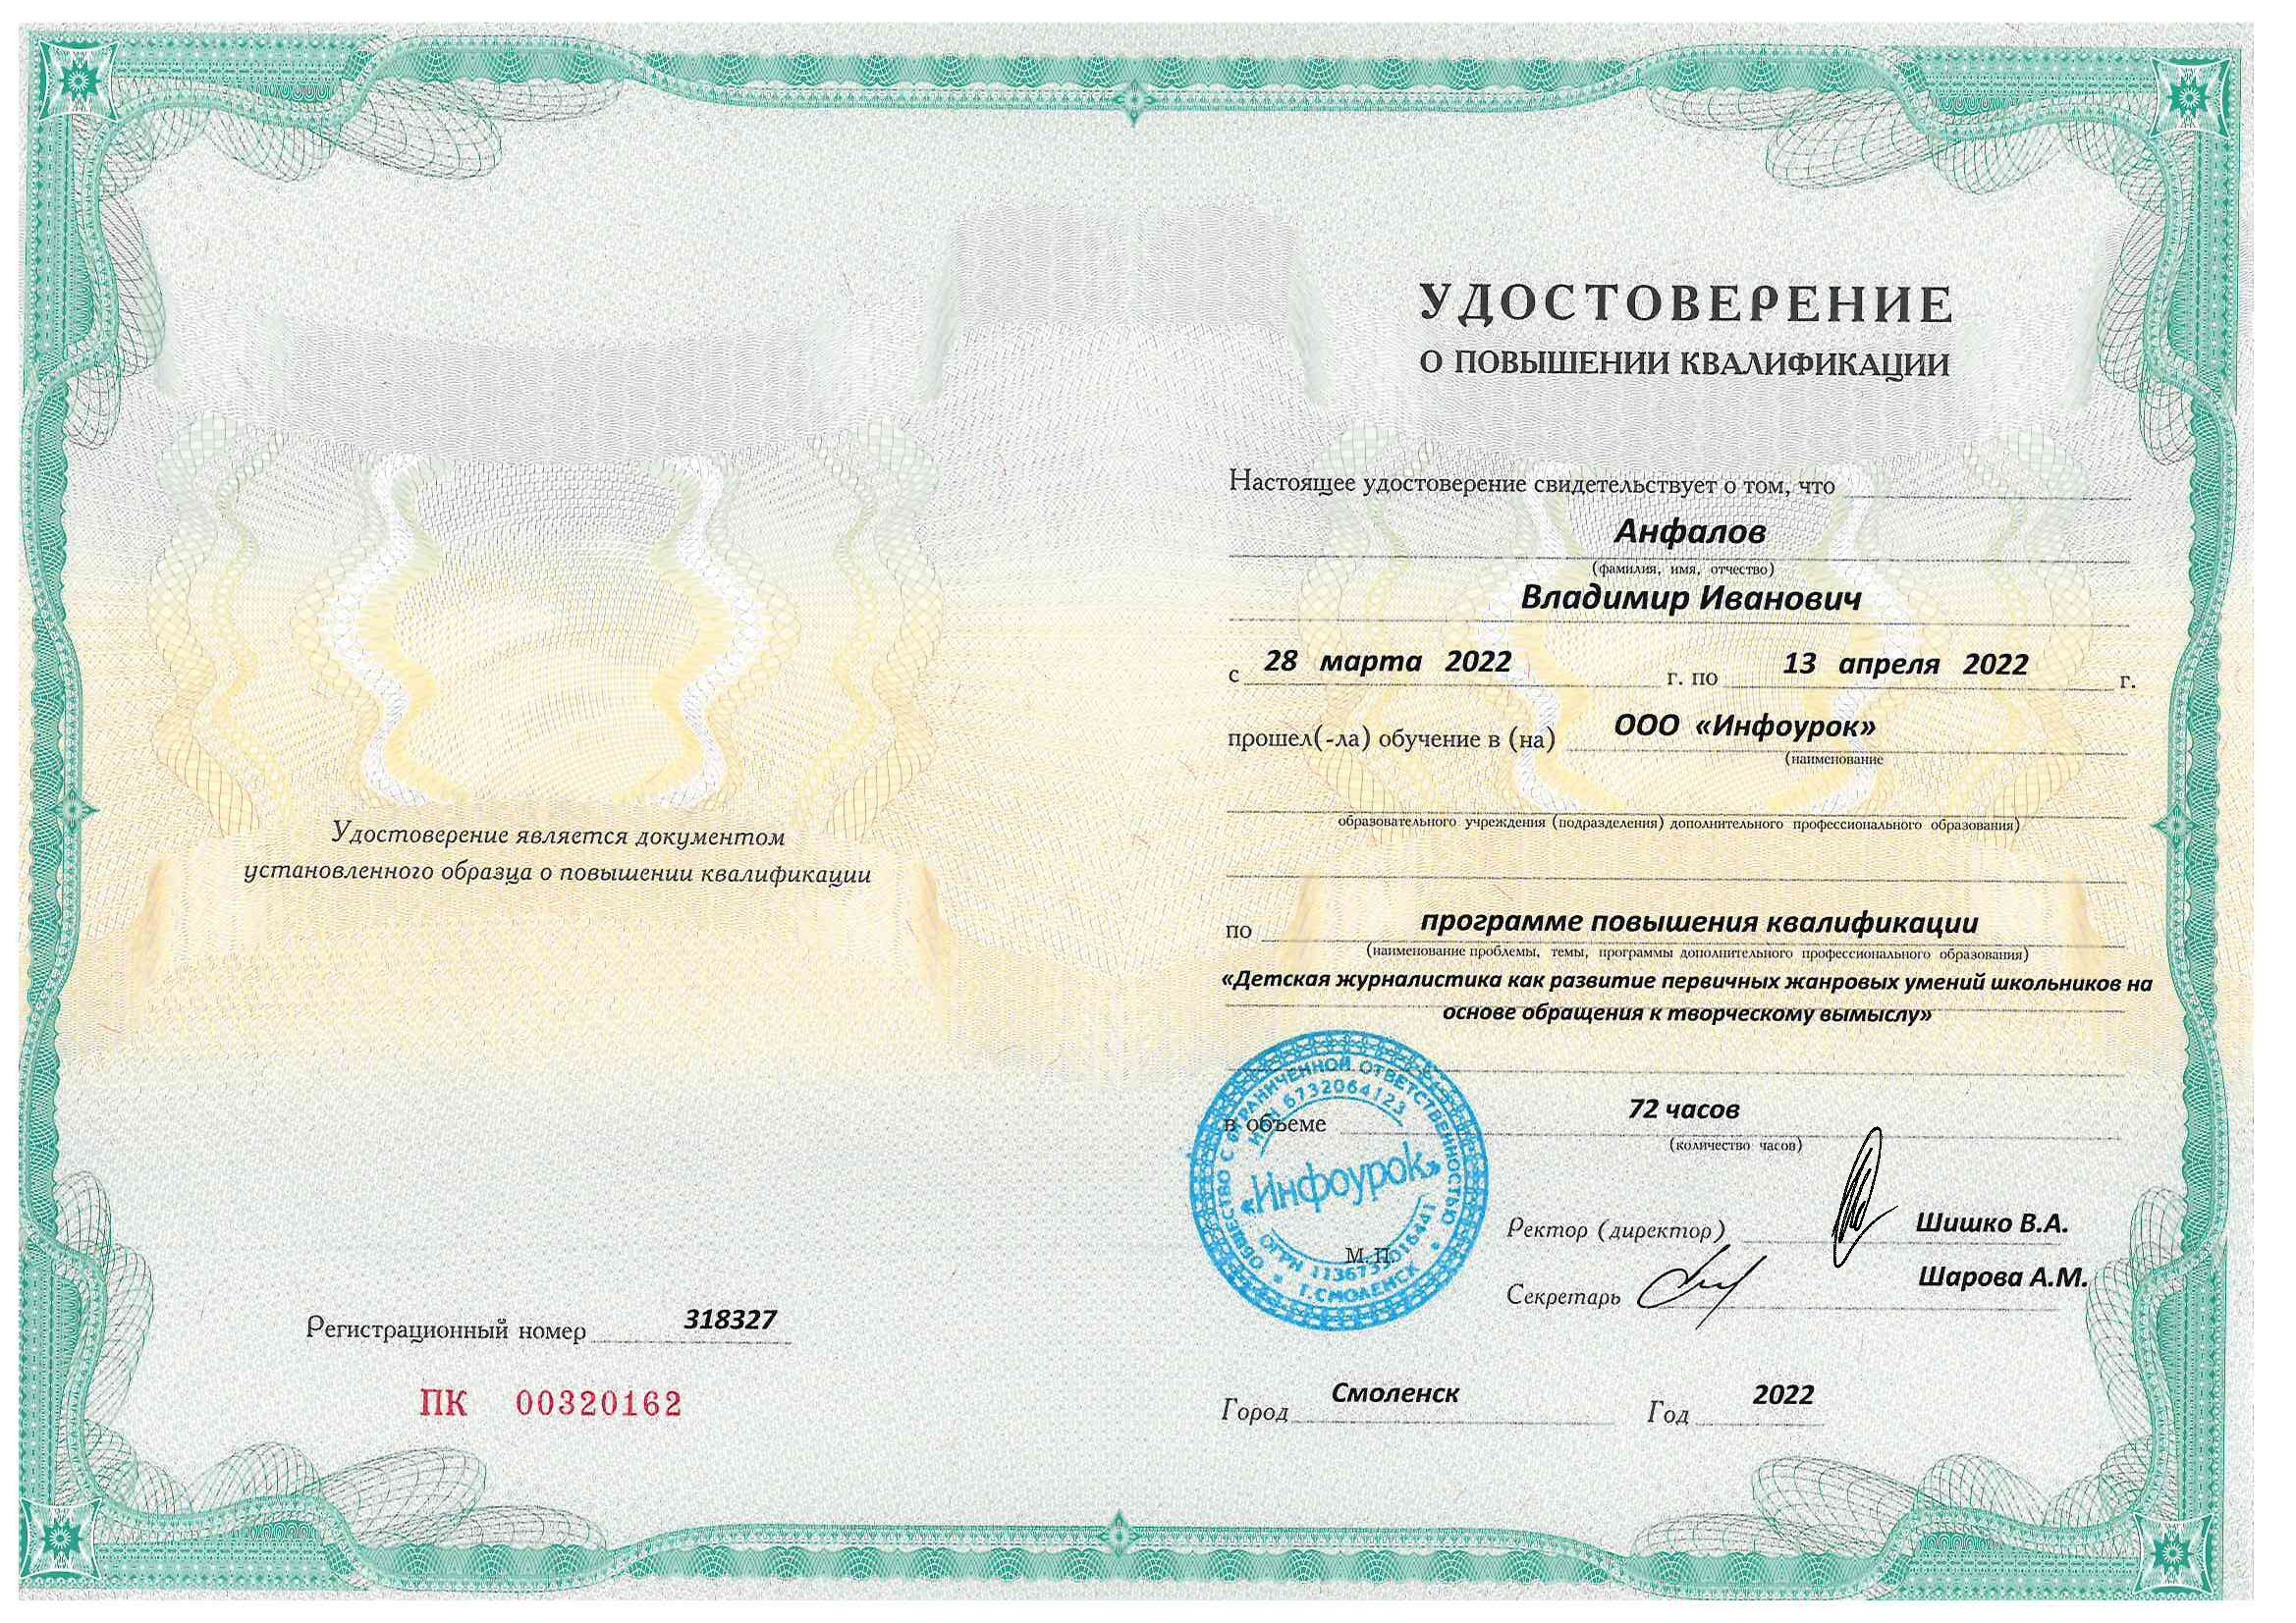 Удостоверение является документом
установленного образца о повышении квалификации
Регистрационный номер 318327
ПК 00320162
УДОСТОВЕРЕНИЕ
О ПОВЫШЕНИИ КВАЛИФИКАЦИИ
Настоящее удостоверение свидетельствует о том, что
Анфалов
(фамилия, имя, отчество)
Владимир Иванович
с 28 марта 2022 г. по 13 апреля 2022 г.
прошел(-ла) обучение в (на) ООО «Инфоурок»
(наименование
образовательного учреждения (подразделения) дополнительного профессионального образования)
по программе повышения квалификации
(наименование проблемы, темы, программы дополнительного профессионального образования)
«Детская журналистика как развитие первичных жанровых умений школьников на
основе обращения к творческому вымыслу»
в объеме 72 часов
(количество часов)
ОБЩЕСТВО С ОГРАНИЧЕННОЙ ОТВЕТСТВЕННОСТЬЮ
ИНН 6732064123
«Инфоурок»
ОГРН
Г.СМОЛЕНСК
М.П.
Ректор (директор) Шишко В.А.
Секретарь Шарова А.М.
Город Смоленск Год 2022